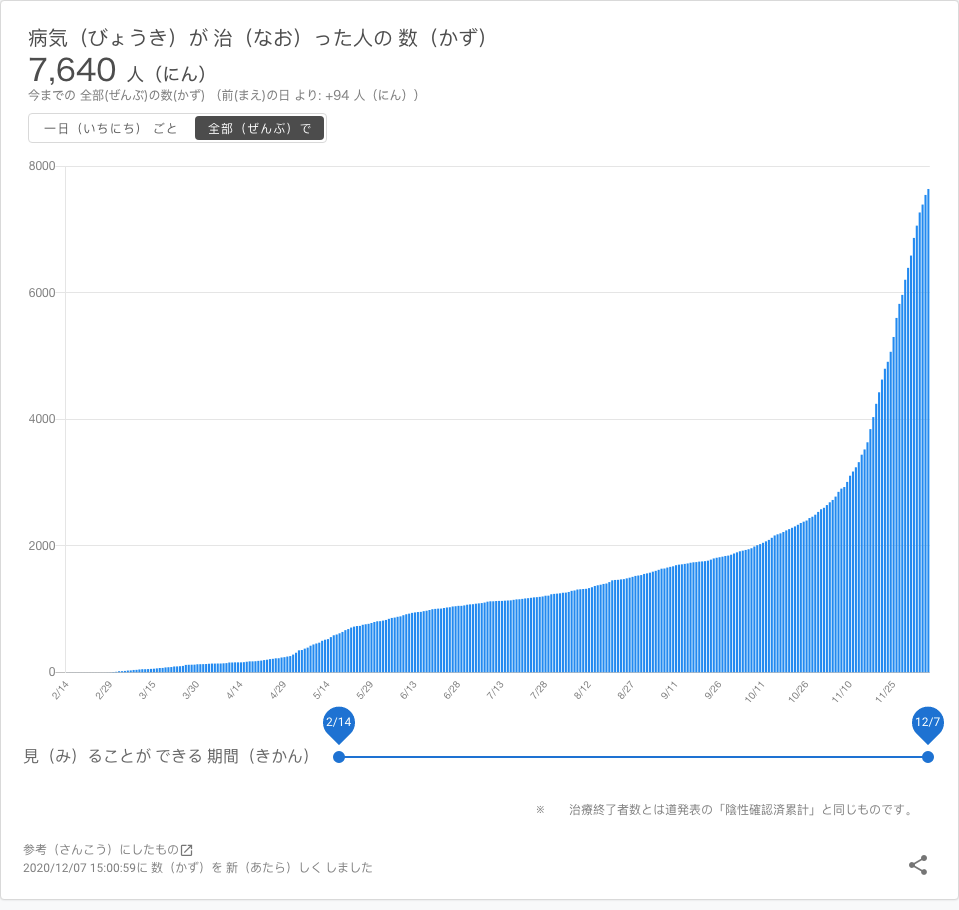 病気（びょうき）が 治（なお）った人の 数（かず）
7,640 人（にん）
今までの 全部(ぜんぶ)の数(かず) （前(まえ)の日 より: +94 人（にん））
一日（いちにち） ごと 全部（ぜんぶ）で
8000
6000
4000
2000
0
2/14 2/29 3/15 3/30 4/14 4/29 5/14 5/29 6/13 6/28 7/13 7/28 8/12 8/27 9/11 9/26 10/11 10/26 11/10 11/25
2/14 12/7
見（み）ることが できる 期間（きかん）
※ 治療終了者数とは道発表の「陰性確認済累計」と同じものです。
参考（さんこう）にしたもの
2020/12/07 15:00:59に 数（かず）を 新（あたら）しく しました